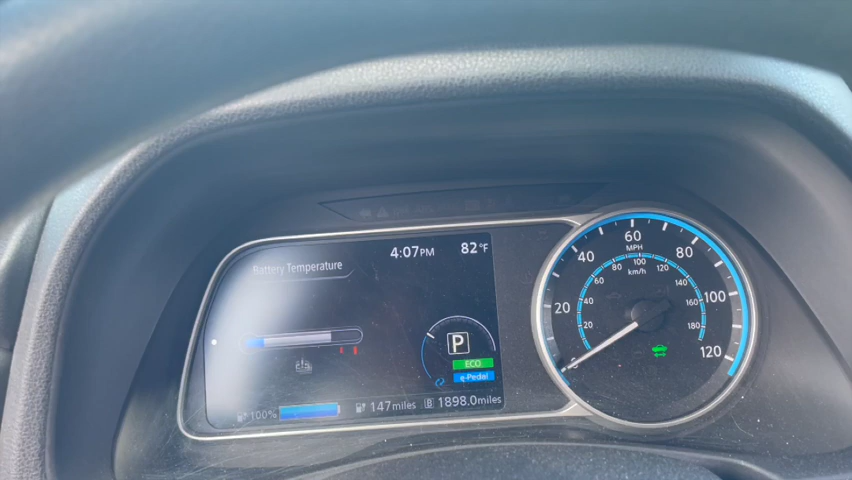 4:07PM 82°F
Battery Temperature
P
ECO
e-Pedal
100% 147miles B 1898.0miles
20 40 60 80 100 120
MPH
km/h
0 20 40 60 80 100 120 140 160 180